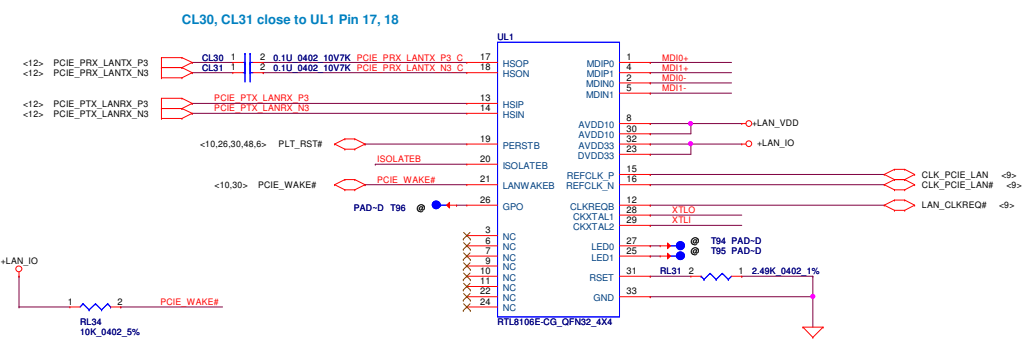 CL30, CL31 close to UL1 Pin 17, 18
UL1
<12> PCIE_PRX_LANTX_P3 CL30 1 2 0.1U_0402_10V7K PCIE_PRX_LANTX_P3_C 17 HSOP
<12> PCIE_PRX_LANTX_N3 CL31 1 2 0.1U_0402_10V7K PCIE_PRX_LANTX_N3_C 18 HSON
MDIP0 1 MDI0+
MDIP1 4 MDI1+
MDIN0 2 MDI0-
MDIN1 5 MDI1-
<12> PCIE_PTX_LANRX_P3 PCIE_PTX_LANRX_P3 13 HSIP
<12> PCIE_PTX_LANRX_N3 PCIE_PTX_LANRX_N3 14 HSIN
AVDD10 8 +LAN_VDD
AVDD10 30
AVDD33 32 +LAN_IO
DVDD33 23
<10,26,30,48,6> PLT_RST# 19 PERSTB
ISOLATEB 20 ISOLATEB
<10,30> PCIE_WAKE# PCIE_WAKE# 21 LANWAKEB
REFCLK_P 15 CLK_PCIE_LAN <9>
REFCLK_N 16 CLK_PCIE_LAN# <9>
PAD~D T96 @ 26 GPO
CLKREQB 12 LAN_CLKREQ# <9>
CKXTAL1 28 XTLO
CKXTAL2 29 XTLI
3 NC
6 NC
7 NC
9 NC
10 NC
11 NC
22 NC
24 NC
LED0 27 @ T94 PAD~D
LED1 25 @ T95 PAD~D
RSET 31 RL31 2 1 2.49K_0402_1%
GND 33
RTL8106E-CG_QFN32_4X4
+LAN_IO
1 2 PCIE_WAKE#
RL34
10K_0402_5%